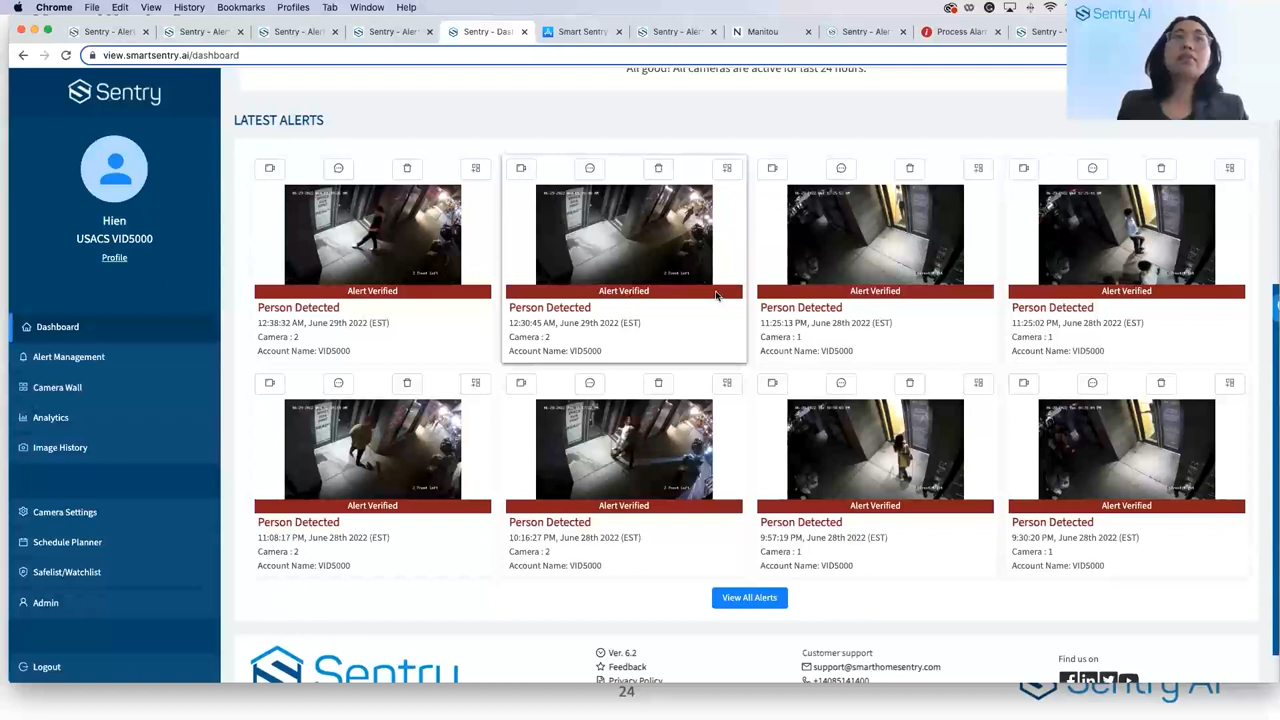 Chrome File Edit View History Bookmarks Profiles Tab Window Help
Sentry - Aler Sentry - Aler Sentry - Aler Sentry - Aler Sentry - Das Smart Sentry Sentry - Aler Manitou Sentry - Aler Process Alar Sentry -
view.smartsentry.ai/dashboard
Sentry AI
Sentry
Hien
USACS VID5000
Profile
Dashboard
Alert Management
Camera Wall
Analytics
Image History
Camera Settings
Schedule Planner
Safelist/Watchlist
Admin
Logout
All good! All cameras are active for last 24 hours.
LATEST ALERTS
Alert Verified
Person Detected
12:38:32 AM, June 29th 2022 (EST)
Camera : 2
Account Name: VID5000
Alert Verified
Person Detected
12:30:45 AM, June 29th 2022 (EST)
Camera : 2
Account Name: VID5000
Alert Verified
Person Detected
11:25:13 PM, June 28th 2022 (EST)
Camera : 1
Account Name: VID5000
Alert Verified
Person Detected
11:25:02 PM, June 28th 2022 (EST)
Camera : 1
Account Name: VID5000
Alert Verified
Person Detected
11:08:17 PM, June 28th 2022 (EST)
Camera : 2
Account Name: VID5000
Alert Verified
Person Detected
10:16:27 PM, June 28th 2022 (EST)
Camera : 2
Account Name: VID5000
Alert Verified
Person Detected
9:57:19 PM, June 28th 2022 (EST)
Camera : 1
Account Name: VID5000
Alert Verified
Person Detected
9:30:20 PM, June 28th 2022 (EST)
Camera : 1
Account Name: VID5000
View All Alerts
Sentry
Ver. 6.2
Feedback
Privacy Policy
Customer support
support@smarthomesentry.com
+14085141400
Find us on
24
Sentry AI